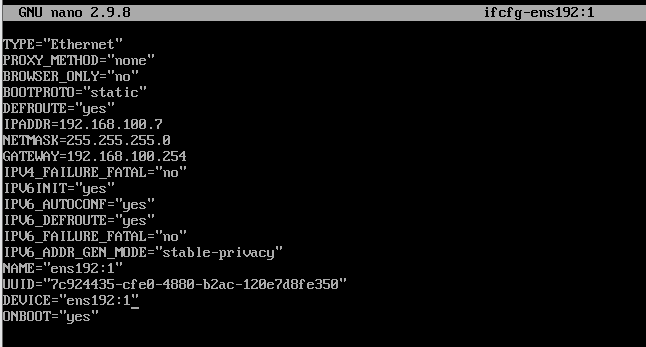 GNU nano 2.9.8 ifcfg-ens192:1
TYPE="Ethernet"
PROXY_METHOD="none"
BROWSER_ONLY="no"
BOOTPROTO="static"
DEFROUTE="yes"
IPADDR=192.168.100.7
NETMASK=255.255.255.0
GATEWAY=192.168.100.254
IPV4_FAILURE_FATAL="no"
IPV6INIT="yes"
IPV6_AUTOCONF="yes"
IPV6_DEFROUTE="yes"
IPV6_FAILURE_FATAL="no"
IPV6_ADDR_GEN_MODE="stable-privacy"
NAME="ens192:1"
UUID="7c924435-cfe0-4880-b2ac-120e7d8fe350"
DEVICE="ens192:1"
ONBOOT="yes"